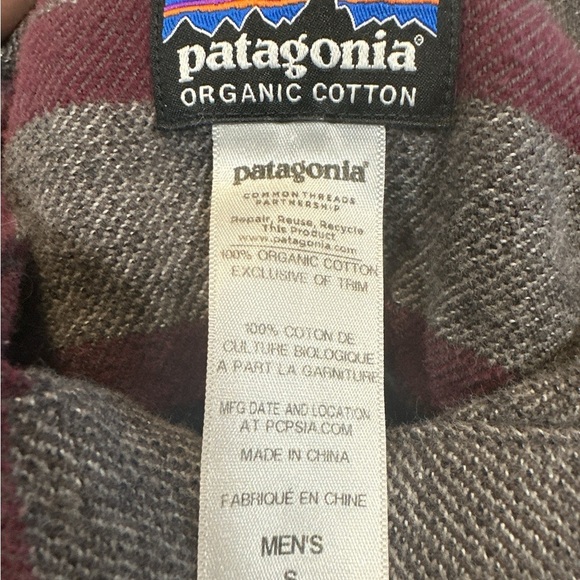 patagonia®
ORGANIC COTTON
patagonia®
COMMON THREADS
PARTNERSHIP
Repair, Reuse, Recycle
This Product
www.patagonia.com
100% ORGANIC COTTON
EXCLUSIVE OF TRIM
100% COTON DE
CULTURE BIOLOGIQUE
A PART LA GARNITURE
MFG DATE AND LOCATION
AT PCPSIA.COM
MADE IN CHINA
FABRIQUÉ EN CHINE
MEN'S
S